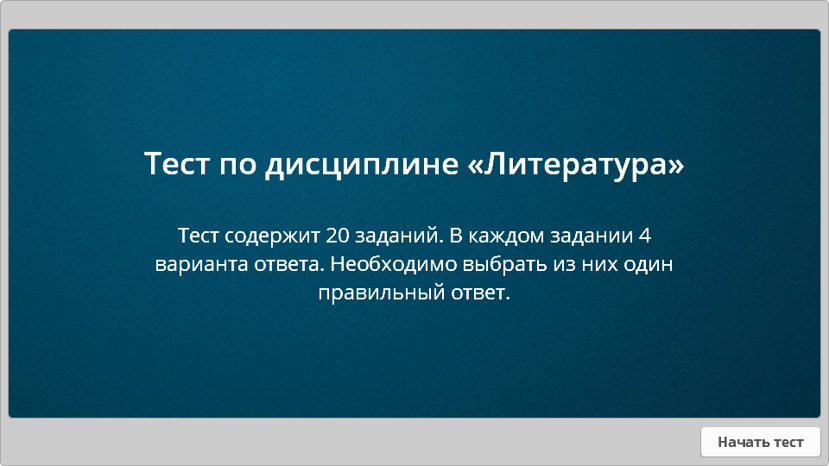 Тест по дисциплине «Литература»
Тест содержит 20 заданий. В каждом задании 4
варианта ответа. Необходимо выбрать из них один
правильный ответ.
Начать тест